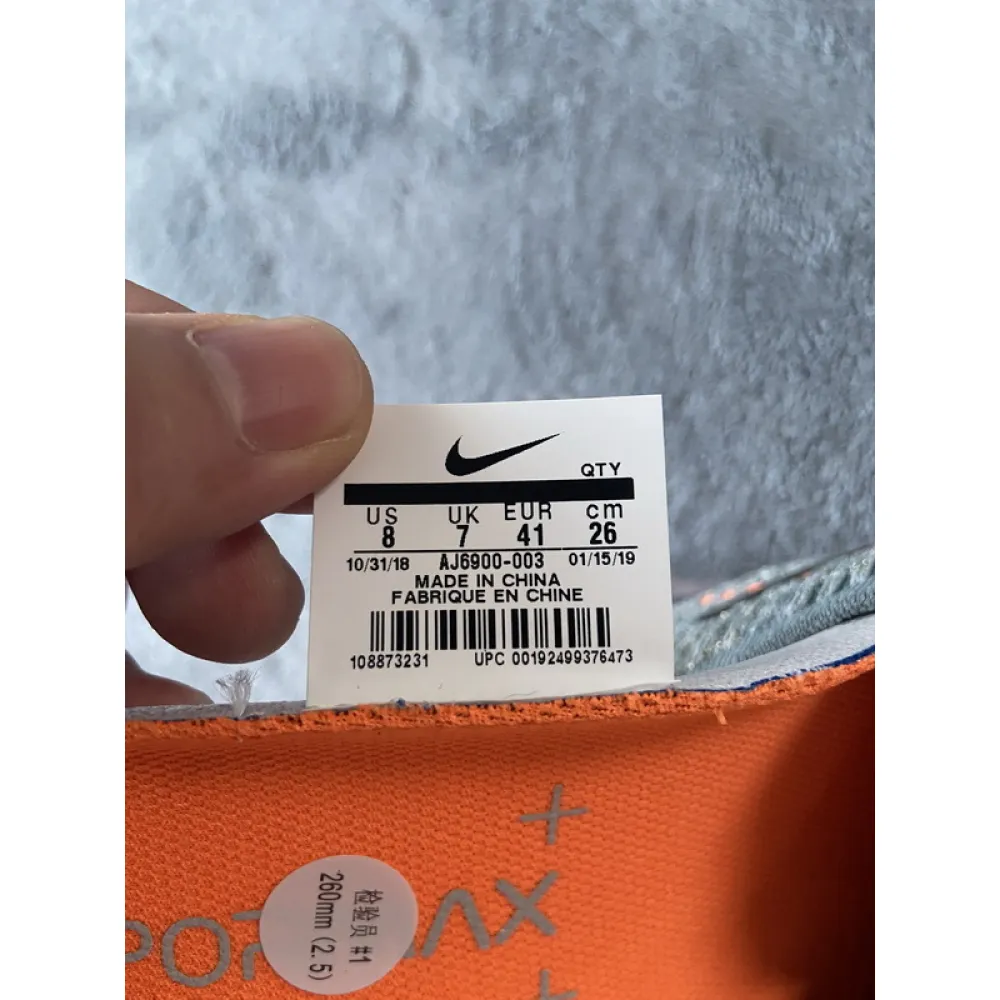 QTY
US UK EUR cm
8 7 41 26
10/31/18 AJ6900-003 01/15/19
MADE IN CHINA
FABRIQUE EN CHINE
108873231 UPC 00192499376473
检验员 #1
260mm (2.5)